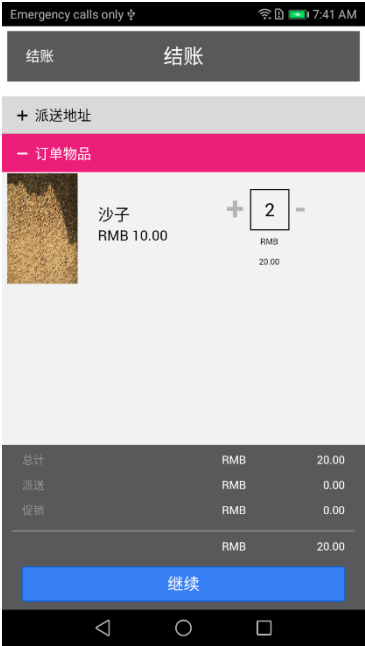 Emergency calls only 7:41 AM
结账 结账
+ 派送地址
− 订单物品
沙子
RMB 10.00
+ 2 -
RMB
20.00
总计 RMB 20.00
派送 RMB 0.00
促销 RMB 0.00
RMB 20.00
继续